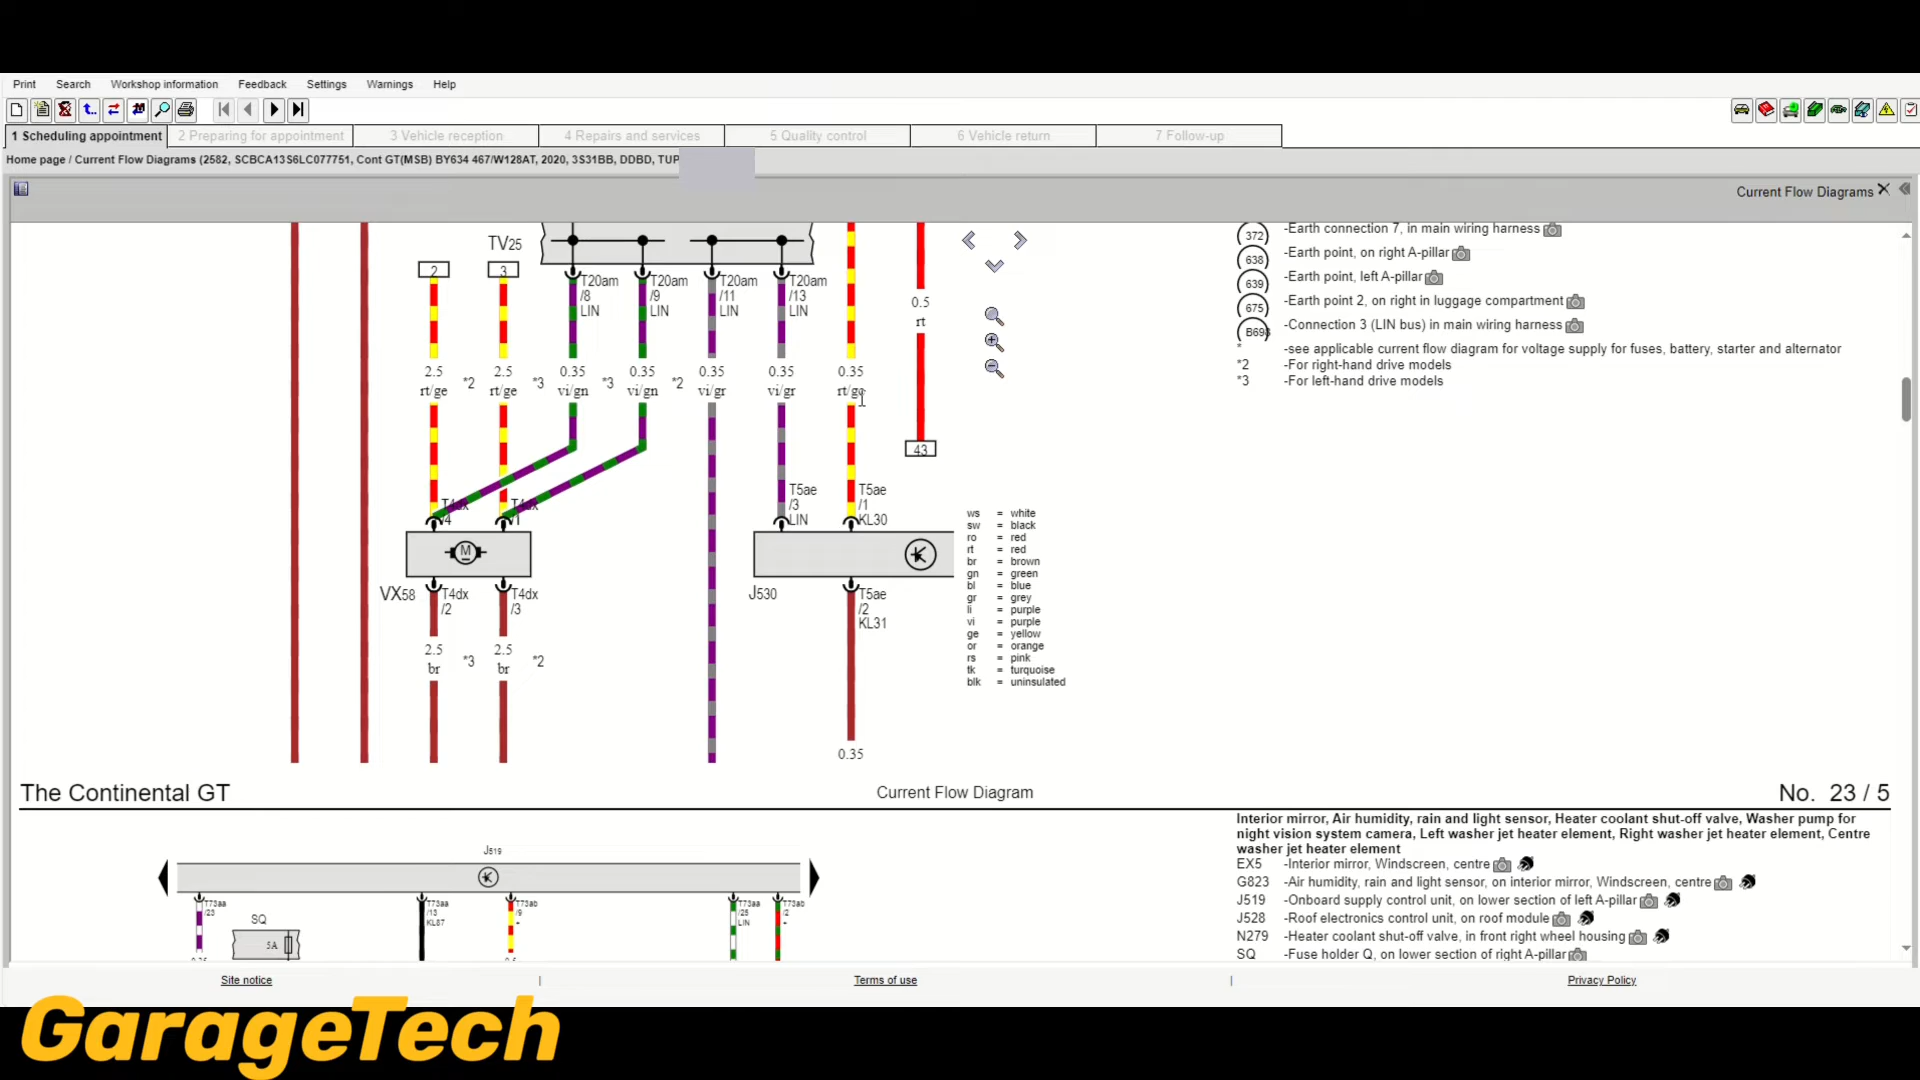 Print Search Workshop information Feedback Settings Warnings Help
1 Scheduling appointment 2 Preparing for appointment 3 Vehicle reception 4 Repairs and services 5 Quality control 6 Vehicle return 7 Follow-up
Home page / Current Flow Diagrams (2582, SCBCA13S6LC077751, Cont GT(MSB) BY634 467/W128AT, 2020, 3S31BB, DDBD, TUP
Current Flow Diagrams
TV25
2
3
T20am
/8
LIN
T20am
/9
LIN
T20am
/11
LIN
T20am
/13
LIN
0.5
rt
2.5
rt/ge
*2
2.5
rt/ge
*3
0.35
vi/gn
*3
0.35
vi/gn
*2
0.35
vi/gr
0.35
vi/gr
0.35
rt/ge
43
T5ae
/3
LIN
T5ae
/1
KL30
M
VX58
T4dx
/2
T4dx
/3
J530
T5ae
/2
KL31
2.5
br
*3
2.5
br
*2
0.35
372 -Earth connection 7, in main wiring harness
638 -Earth point, on right A-pillar
639 -Earth point, left A-pillar
675 -Earth point 2, on right in luggage compartment
B698 -Connection 3 (LIN bus) in main wiring harness
* -see applicable current flow diagram for voltage supply for fuses, battery, starter and alternator
*2 -For right-hand drive models
*3 -For left-hand drive models
ws = white
sw = black
ro = red
rt = red
br = brown
gn = green
bl = blue
gr = grey
li = purple
vi = purple
ge = yellow
or = orange
rs = pink
tk = turquoise
blk = uninsulated
The Continental GT Current Flow Diagram No. 23 / 5
J519
T73aa
/23
SQ
5A
T73aa
/13
KL87
T73ab
/9
+
T73aa
/25
LIN
T73ab
/2
+
Interior mirror, Air humidity, rain and light sensor, Heater coolant shut-off valve, Washer pump for
night vision system camera, Left washer jet heater element, Right washer jet heater element, Centre
washer jet heater element
EX5 -Interior mirror, Windscreen, centre
G823 -Air humidity, rain and light sensor, on interior mirror, Windscreen, centre
J519 -Onboard supply control unit, on lower section of left A-pillar
J528 -Roof electronics control unit, on roof module
N279 -Heater coolant shut-off valve, in front right wheel housing
SQ -Fuse holder Q, on lower section of right A-pillar
Site notice | Terms of use | Privacy Policy
GarageTech